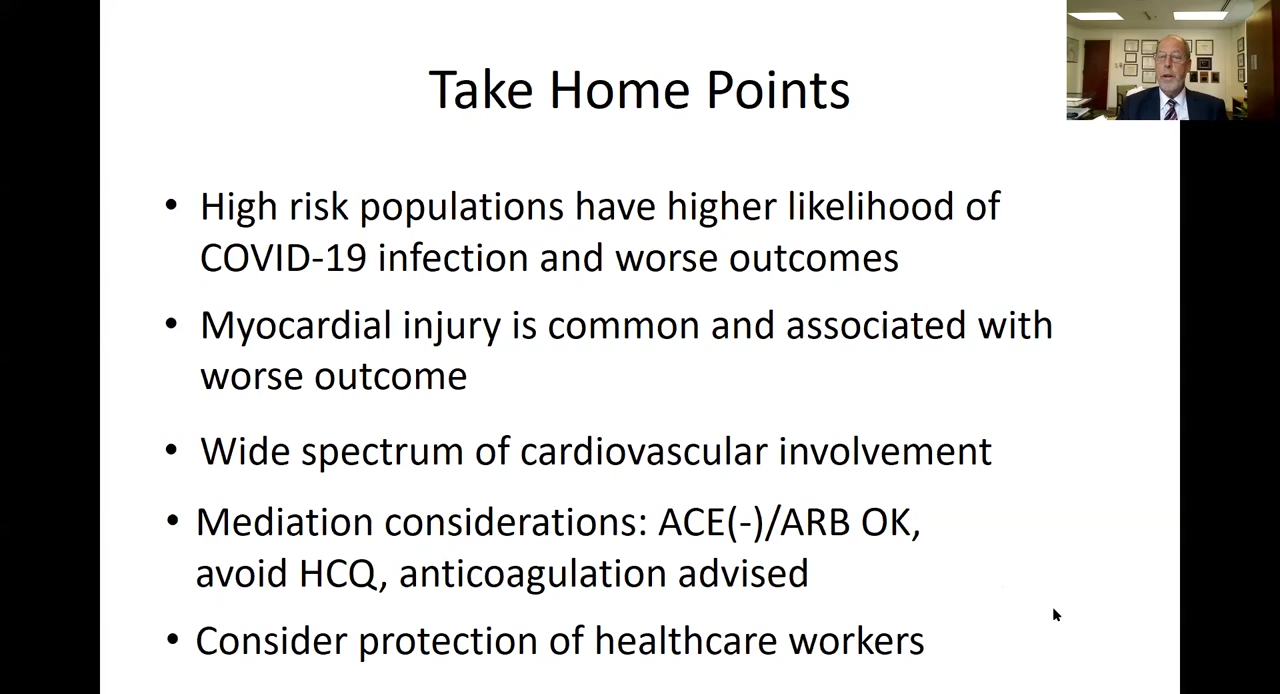 Take Home Points
• High risk populations have higher likelihood of
COVID-19 infection and worse outcomes
• Myocardial injury is common and associated with
worse outcome
• Wide spectrum of cardiovascular involvement
• Mediation considerations: ACE(-)/ARB OK,
avoid HCQ, anticoagulation advised
• Consider protection of healthcare workers